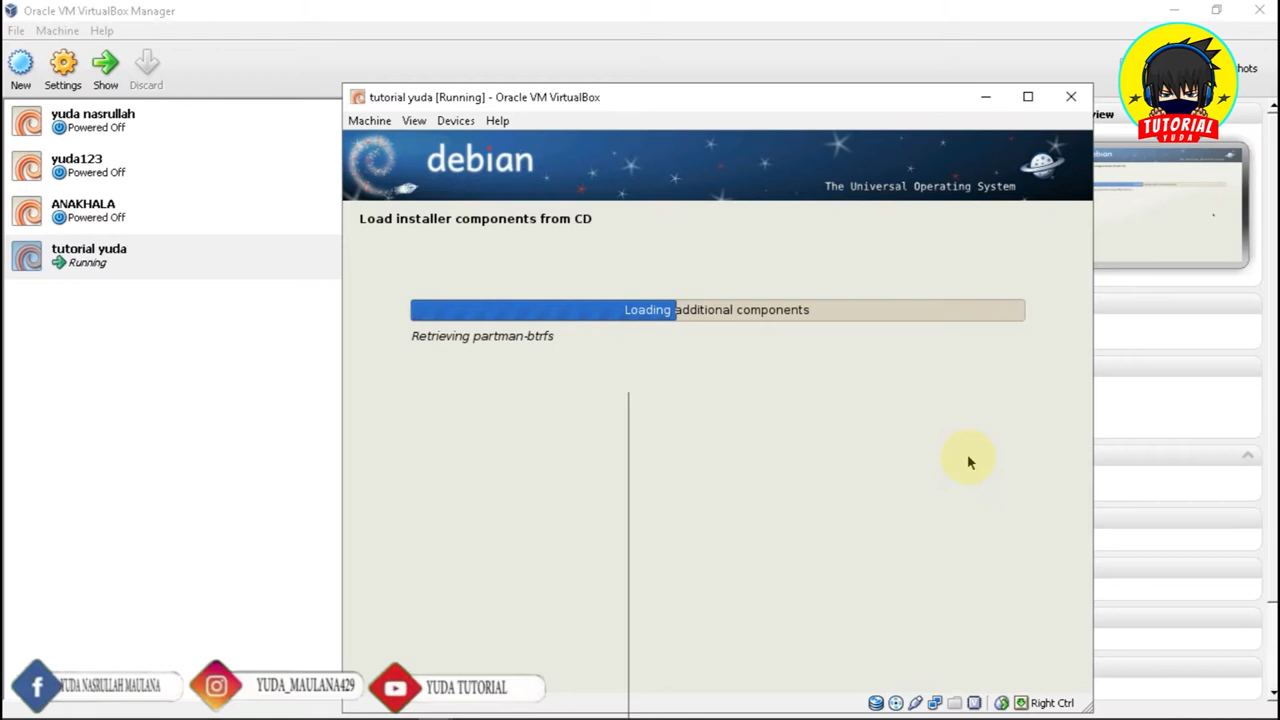 Oracle VM VirtualBox Manager
File Machine Help
New Settings Show Discard
yuda nasrullah
Powered Off
yuda123
Powered Off
ANAKHALA
Powered Off
tutorial yuda
Running
tutorial yuda [Running] - Oracle VM VirtualBox
Machine View Devices Help
debian
The Universal Operating System
Load installer components from CD
Loading additional components
Retrieving partman-btrfs
Right Ctrl
TUTORIAL
YUDA
YUDA NASRULLAH MAULANA
YUDA_MAULANA429
YUDA TUTORIAL